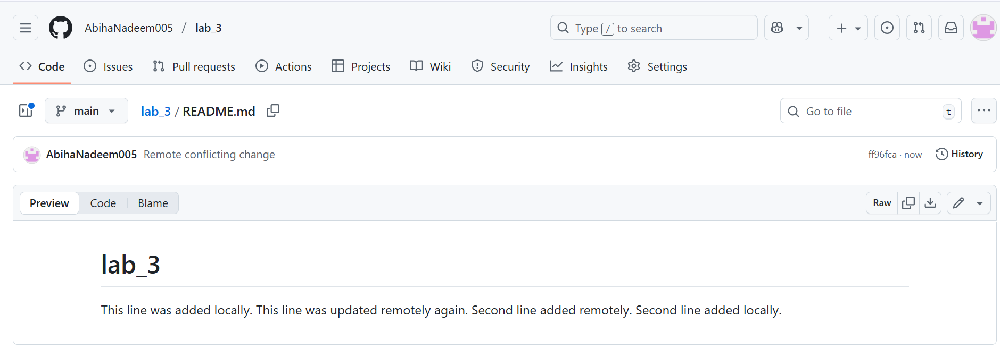 AbihaNadeem005 / lab_3
Type / to search
Code Issues Pull requests Actions Projects Wiki Security Insights Settings
main lab_3 / README.md Go to file t
AbihaNadeem005 Remote conflicting change ff96fca · now History
Preview Code Blame Raw
lab_3
This line was added locally. This line was updated remotely again. Second line added remotely. Second line added locally.